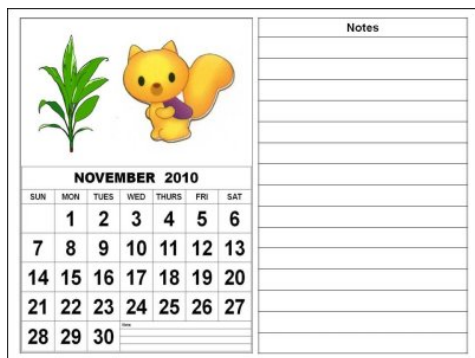 Notes
NOVEMBER 2010
SUN MON TUES WED THURS FRI SAT
1 2 3 4 5 6
7 8 9 10 11 12 13
14 15 16 17 18 19 20
21 22 23 24 25 26 27
28 29 30